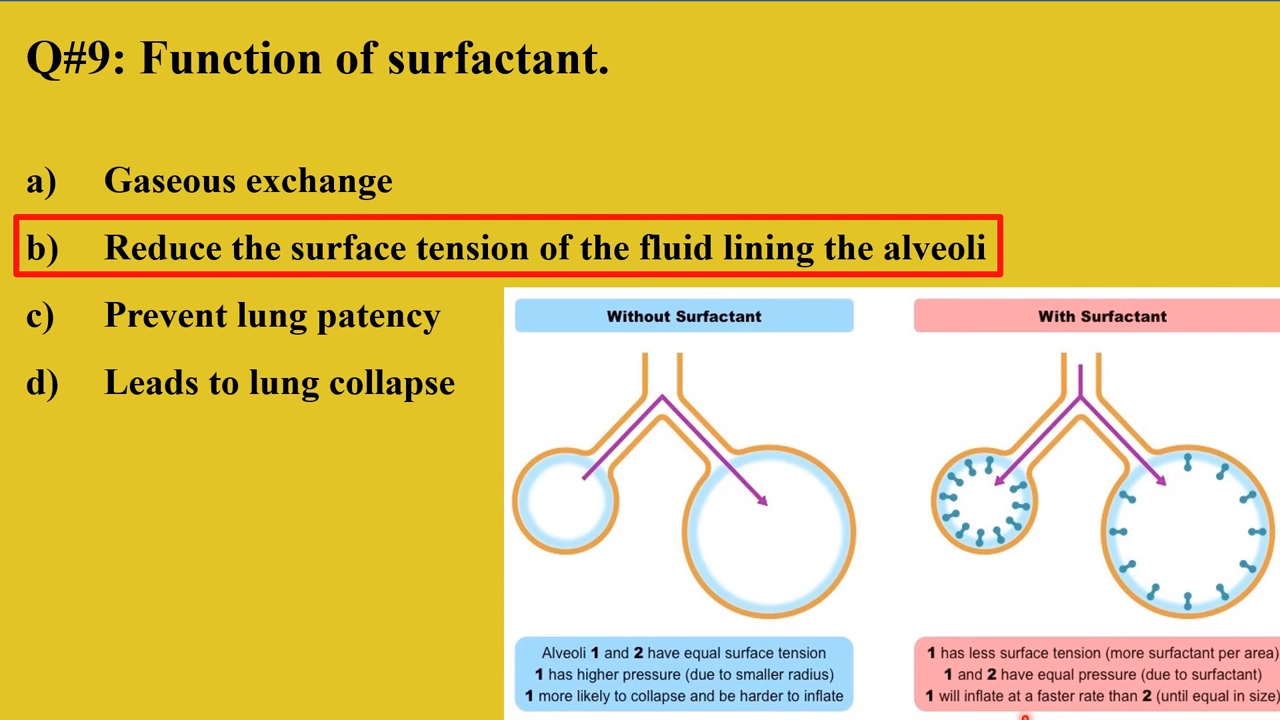 Q#9: Function of surfactant.
a) Gaseous exchange
b) Reduce the surface tension of the fluid lining the alveoli
c) Prevent lung patency
d) Leads to lung collapse
Without Surfactant
Alveoli 1 and 2 have equal surface tension
1 has higher pressure (due to smaller radius)
1 more likely to collapse and be harder to inflate
With Surfactant
1 has less surface tension (more surfactant per area)
1 and 2 have equal pressure (due to surfactant)
1 will inflate at a faster rate than 2 (until equal in size)